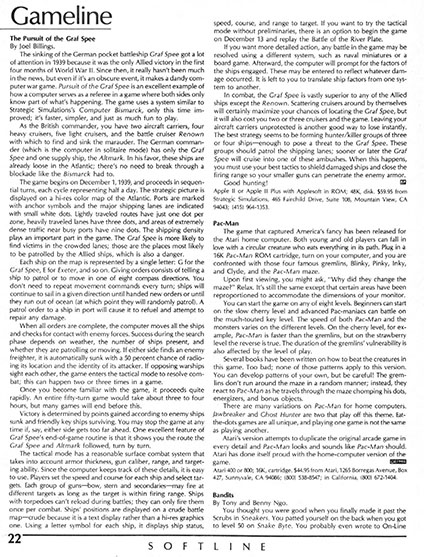 Gameline
The Pursuit of the Graf Spee
By Joel Billings.
The sinking of the German pocket battleship Graf Spee got a lot
of attention in 1939 because it was the only Allied victory in the first
four months of World War II. Since then, it really hasn't been much
in the news, but even if it's an obscure event, it makes a dandy com-
puter war game. Pursuit of the Graf Spee is an excellent example of
how a computer serves as a referee in a game where both sides only
know part of what's happening. The game uses a system similar to
Strategic Simulations's Computer Bismarck, only this time im-
proved; it's faster, simpler, and just as much fun to play.
As the British commander, you have two aircraft carriers, four
heavy cruisers, five light cruisers, and the battle cruiser Renown
with which to find and sink the marauder. The German comman-
der (which is the computer in solitaire mode) has only the Graf
Spee and one supply ship, the Altmark. In his favor, these ships are
already loose in the Atlantic; there's no need to break through a
blockade like the Bismarck had to.
The game begins on December 1, 1939, and proceeds in sequen-
tial turns, each cycle representing half a day. The strategic picture is
displayed on a hi-res color map of the Atlantic. Ports are marked
with anchor symbols and the major shipping lanes are indicated
with small white dots. Lightly traveled routes have just one dot per
zone, heavily traveled lanes have three dots, and areas of extremely
dense traffic near busy ports have nine dots. The shipping density
plays an important part in the game. The Graf Spee is more likely to
find victims in the crowded lanes; those are the places most likely
to be patrolled by the Allied ships, which is also a danger.
Each ship on the map is represented by a single letter: G for the
Graf Spee, E for Exeter, and so on. Giving orders consists of telling a
ship to patrol or to move in one of eight compass directions. You
don't need to repeat movement commands every turn; ships will
continue to sail in a given direction until handed new orders or until
they run out of ocean (at which point they will randomly patrol). A
patrol order to a ship in port will cause it to refuel and attempt to
repair any damage.
When all orders are complete, the computer moves all the ships
and checks for contact with enemy forces. Success during the search
phase depends on weather, the number of ships present, and
whether they are patrolling or moving. If either side finds an enemy
freighter, it is automatically sunk with a 50 percent chance of radio-
ing its location and the identity of its attacker. If opposing warships
sight each other, the game enters the tactical mode to resolve com-
bat; this can happen two or three times in a game.
Once you become familiar with the game, it proceeds quite
rapidly. An entire fifty-turn game would take about three to four
hours, but many games will end before this.
Victory is determined by points gained according to enemy ships
sunk and friendly key ships surviving. You may stop the game at any
time if, say, either side gets too far ahead. One excellent feature of
Graf Spee's end-of-game routine is that it shows you the route the
Graf Spee and Altmark followed, turn by turn.
The tactical mode has a reasonable surface combat system that
takes into account armor thickness, gun caliber, range, and target-
ing ability. Since the computer keeps track of these details, it is easy
to use. Players set the speed and course for each ship and select tar-
gets. Each group of guns—bow, stern and secondaries—may fire at
different targets as long as the target is within firing range. Ships
with torpedoes can't reload during battles; they can only fire them
once per combat. Ships' positions are displayed on a crude battle
map—crude because it is a text display rather than a hi-res graphics
one. Using a letter symbol for each ship, it displays ship status,
speed, course, and range to target. If you want to try the tactical
mode without preliminaries, there is an option to begin the game
on December 13 and replay the Battle of the River Plate.
If you want more detailed action, any battle in the game may be
resolved using a different system, such as naval miniatures or a
board game. Afterward, the computer will prompt for the factors of
the ships engaged. These may be entered to reflect whatever dam-
age occurred. It is left to you to translate ship factors from one sys-
tem to another.
In combat, the Graf Spee is vastly superior to any of the Allied
ships except the Renown. Scattering cruisers around by themselves
will certainly maximize your chances of locating the Graf Spee, but
it will also cost you two or three cruisers and the game. Leaving your
aircraft carriers unprotected is another good way to lose instantly.
The best strategy seems to be forming hunter/killer groups of three
or four ships—enough to pose a threat to the Graf Spee. These
groups should patrol the shipping lanes; sooner or later the Graf
Spee will cruise into one of these ambushes. When this happens,
you must use your best tactics to shield damaged ships and close the
firing range so your smaller guns can penetrate the enemy armor.
Good hunting!
Apple II or Apple II Plus with Applesoft in ROM; 48K, disk. $59.95 from
Strategic Simulations, 465 Fairchild Drive, Suite 108, Mountain View, CA
94043; (415) 964-1353.
Pac-Man
The game that captured America's fancy has been released for
the Atari home computer. Both young and old players can fall in
love with a circular creature who eats everything in its path. Plug in a
16K Pac-Man ROM cartridge, turn on your computer, and you are
confronted with those four famous gremlins, Blinky, Pinky, Inky,
and Clyde, and the Pac-Man maze.
Upon first viewing, you might ask, "Why did they change the
maze?" Relax. It's still the same except that certain areas have been
reproportioned to accommodate the dimensions of your monitor.
You can start the game on any of eight levels. Beginners can start
on the slow cherry level and advanced Pac-maniacs can battle on
the much-touted key level. The speed of both Pac-Man and the
monsters varies on the different levels. On the cherry level, for ex-
ample, Pac-Man is faster than the gremlins, but on the strawberry
level the reverse is true. The duration of the gremlins' vulnerability is
also affected by the level of play.
Several books have been written on how to beat the creatures in
this game. Too bad; none of those patterns apply to this version.
You can develop patterns of your own, but be careful! The grem-
lins don't run around the maze in a random manner; instead, they
react to Pac-Man as he travels through the maze chomping his dots,
energizers, and bonus objects.
There are many variations on Pac-Man for home computers.
Jawbreaker and Ghost Hunter are two that play off this theme. Eat-
the-dots games are all unique, and playing one game is not the same
as playing another.
Atari's version attempts to duplicate the original arcade game in
every detail and Pac-Man looks and sounds like Pac-Man should.
Atari has done itself proud with the home-computer version of the
game.
Atari 400 or 800; 16K, cartridge. $44.95 from Atari, 1265 Borregas Avenue, Box
427, Sunnyvale, CA 94086; (800) 538-8547; in California, (800) 672-1404.
Bandits
By Tony and Benny Ngo.
You thought you were good when you finally made it past the
Scrubs in Sneakers. You patted yourself on the back when you got
to level 50 on Snake Byte. You probably even wrote to On-Line
22
SOFTLINE